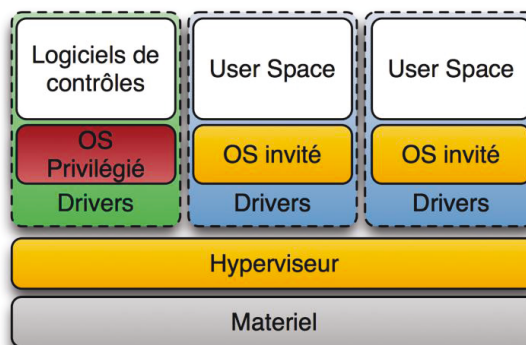 Logiciels de
contrôles
User Space
User Space
OS
Privilégié
OS invité
OS invité
Drivers
Drivers
Drivers
Hyperviseur
Materiel